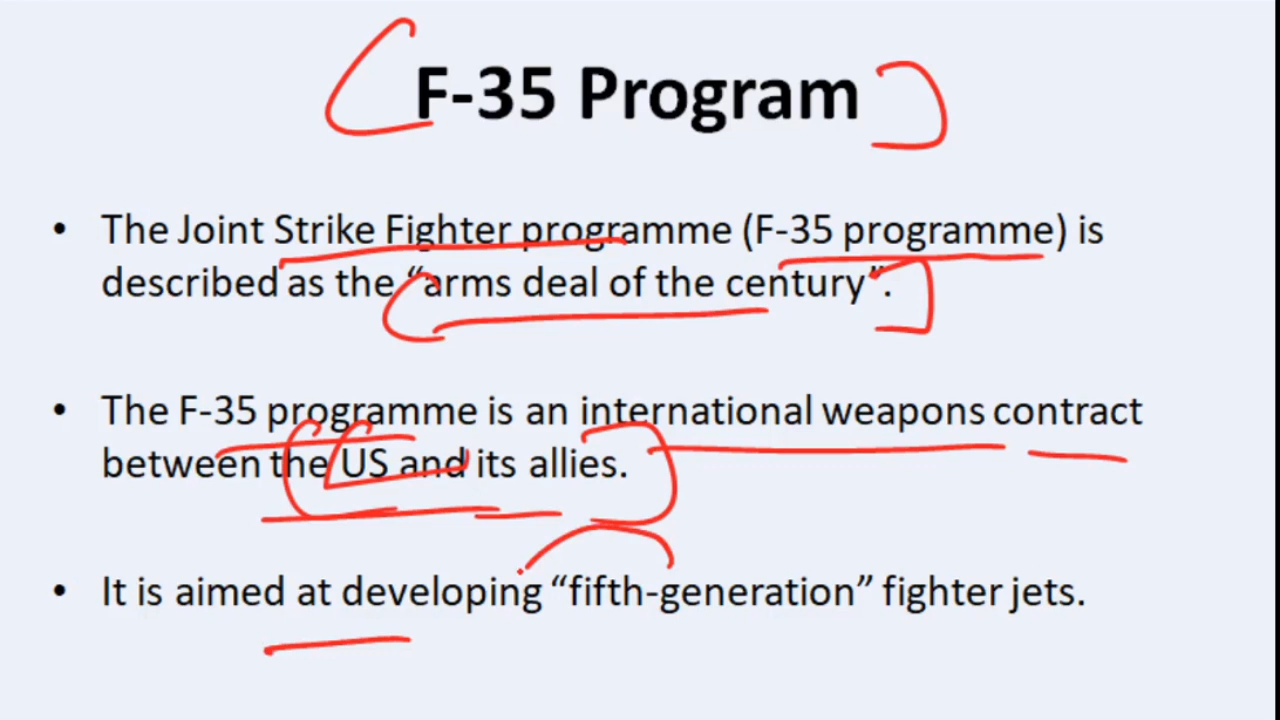 F-35 Program
• The Joint Strike Fighter programme (F-35 programme) is
described as the “arms deal of the century”.
• The F-35 programme is an international weapons contract
between the US and its allies.
• It is aimed at developing “fifth-generation” fighter jets.